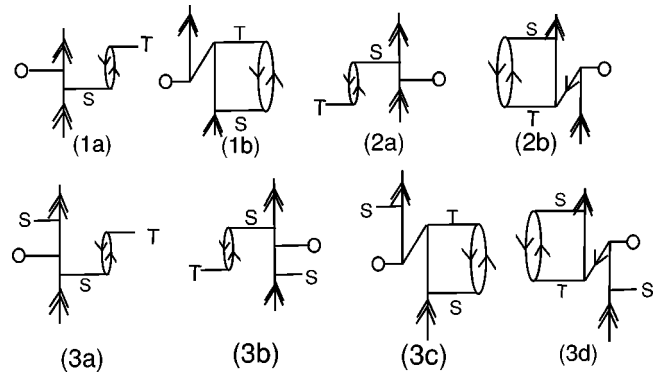 O S T
(1a)
O T S
(1b)
S T O
(2a)
S T O
(2b)
S O S T
(3a)
S T O S
(3b)
S T O S
(3c)
S O T S
(3d)